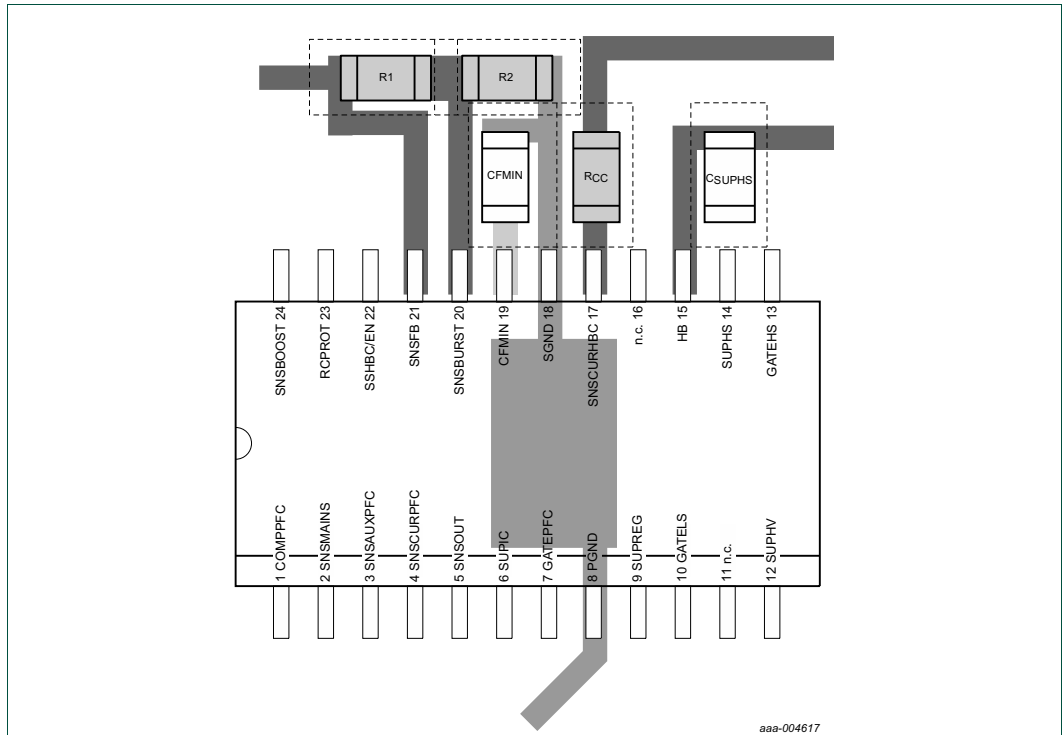 R1
R2
CFMIN
RCC
CSUPHS
SNSBOOST 24
RCPROT 23
SSHBC/EN 22
SNSFB 21
SNSBURST 20
CFMIN 19
SGND 18
SNSCURHBC 17
n.c. 16
HB 15
SUPHS 14
GATEHS 13
1 COMPPFC
2 SNSMAINS
3 SNSAUXPFC
4 SNSCURPFC
5 SNSOUT
6 SUPIC
7 GATEPFC
8 PGND
9 SUPREG
10 GATELS
11 n.c.
12 SUPHV
aaa-004617